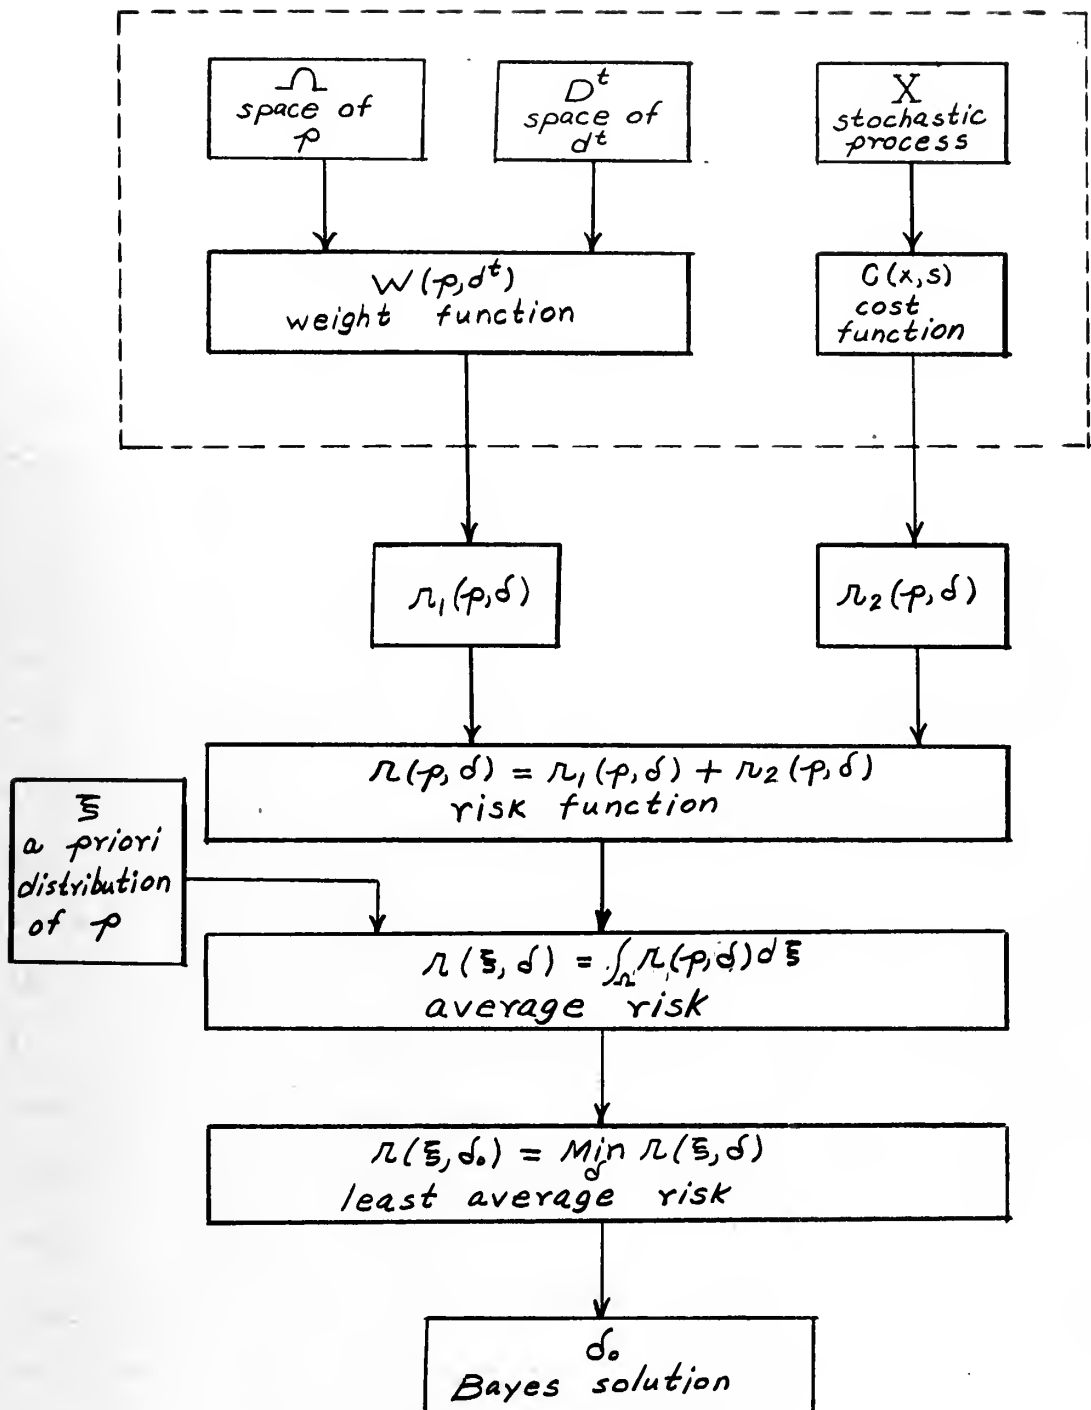 Ω
space of
p
D^t
space of
d^t
X
stochastic
process
W(p,d^t)
weight function
C(x,s)
cost
function
r₁(p,δ)
r₂(p,δ)
r(p,δ) = r₁(p,δ) + r₂(p,δ)
risk function
ξ
a priori
distribution
of p
r(ξ,δ) = ∫_Ω r(p,δ)dξ
average risk
r(ξ,δ₀) = Min_δ r(ξ,δ)
least average risk
δ₀
Bayes solution